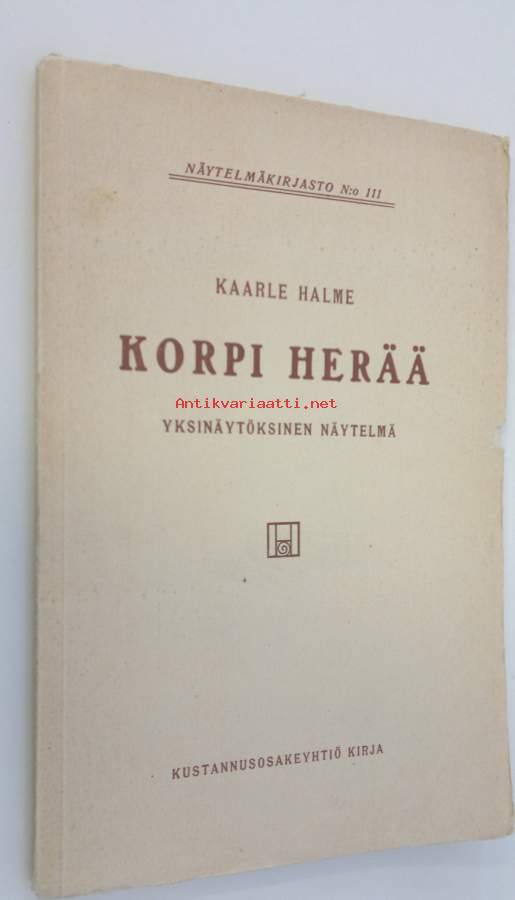 NÄYTELMÄKIRJASTO N:o 111
KAARLE HALME
KORPI HERÄÄ
Antikvariaatti.net
YKSINÄYTÖKSINEN NÄYTELMÄ
KUSTANNUSOSAKEYHTIÖ KIRJA